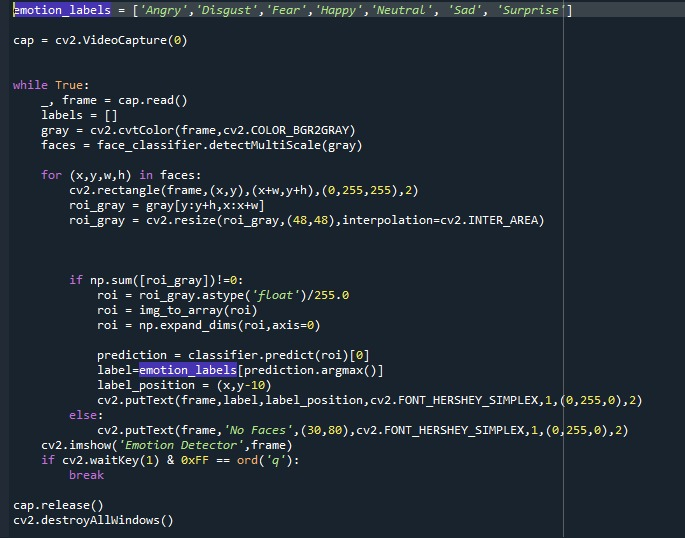 emotion_labels = ['Angry','Disgust','Fear','Happy','Neutral', 'Sad', 'Surprise']
cap = cv2.VideoCapture(0)
while True:
    _, frame = cap.read()
    labels = []
    gray = cv2.cvtColor(frame,cv2.COLOR_BGR2GRAY)
    faces = face_classifier.detectMultiScale(gray)
    for (x,y,w,h) in faces:
        cv2.rectangle(frame,(x,y),(x+w,y+h),(0,255,255),2)
        roi_gray = gray[y:y+h,x:x+w]
        roi_gray = cv2.resize(roi_gray,(48,48),interpolation=cv2.INTER_AREA)
        if np.sum([roi_gray])!=0:
            roi = roi_gray.astype('float')/255.0
            roi = img_to_array(roi)
            roi = np.expand_dims(roi,axis=0)
            prediction = classifier.predict(roi)[0]
            label=emotion_labels[prediction.argmax()]
            label_position = (x,y-10)
            cv2.putText(frame,label,label_position,cv2.FONT_HERSHEY_SIMPLEX,1,(0,255,0),2)
        else:
            cv2.putText(frame,'No Faces',(30,80),cv2.FONT_HERSHEY_SIMPLEX,1,(0,255,0),2)
    cv2.imshow('Emotion Detector',frame)
    if cv2.waitKey(1) & 0xFF == ord('q'):
        break
cap.release()
cv2.destroyAllWindows()